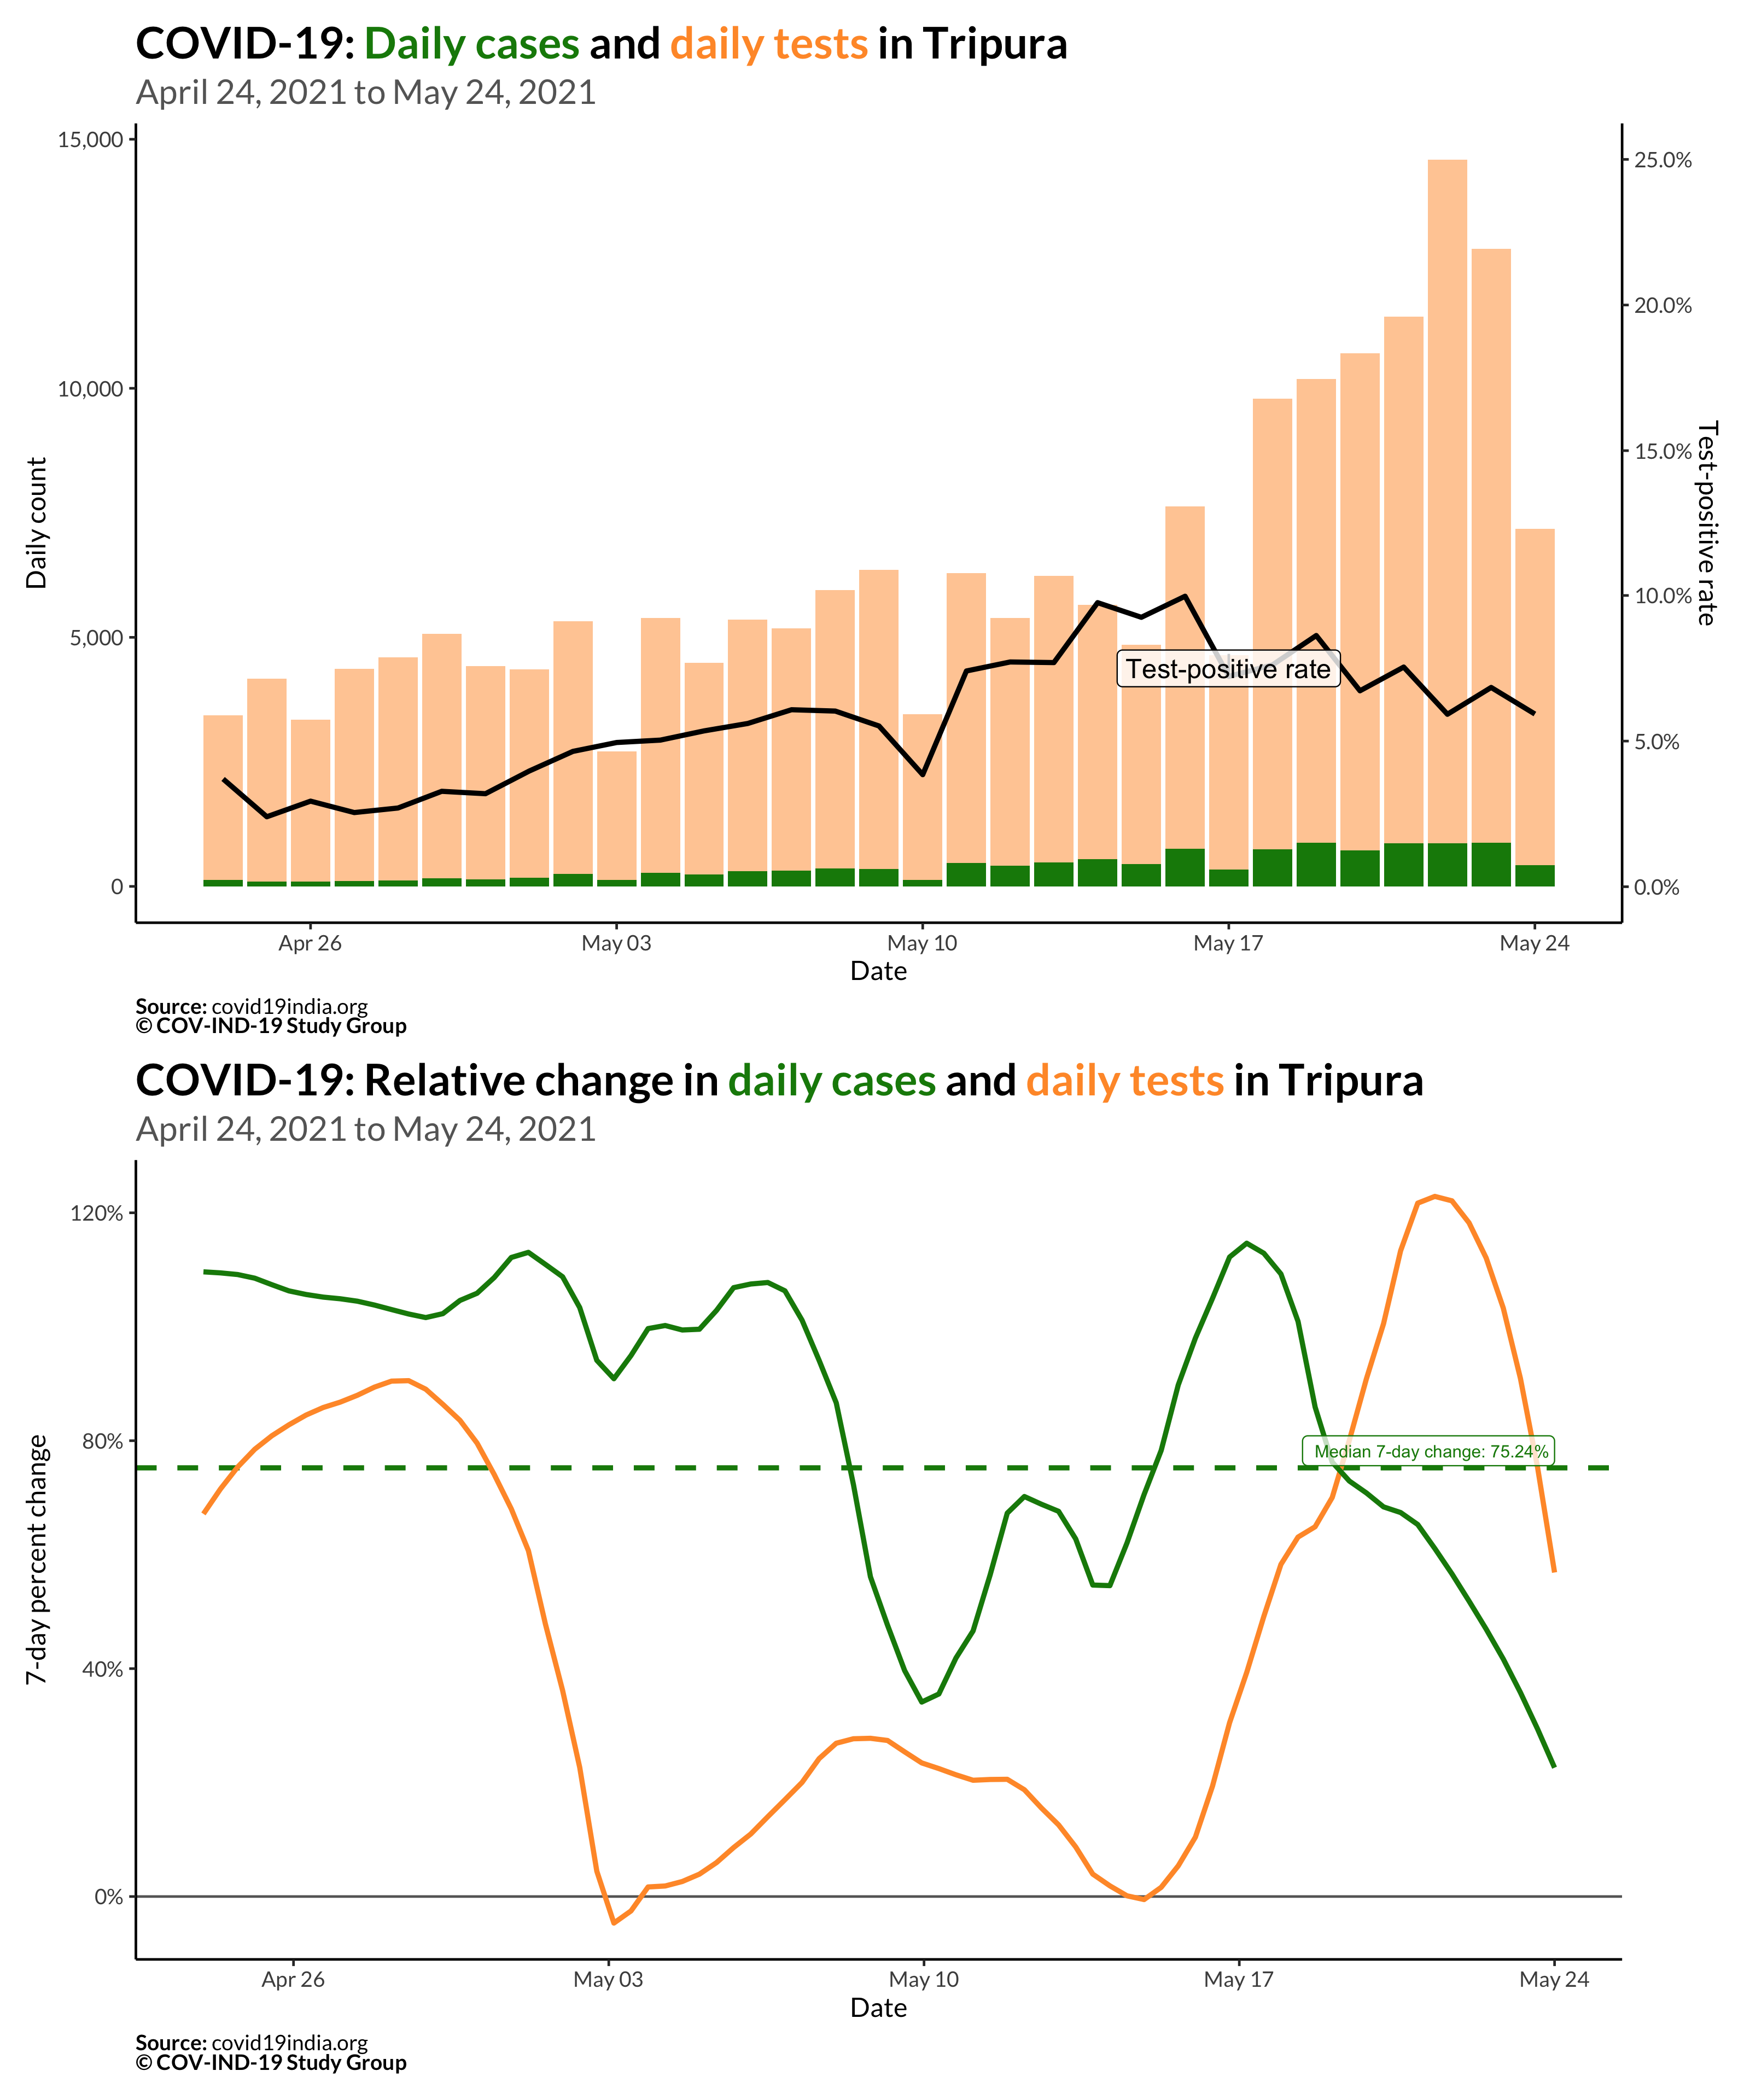 COVID-19: Daily cases and daily tests in Tripura
April 24, 2021 to May 24, 2021
15,000
10,000
5,000
0
Daily count
25.0%
20.0%
15.0%
10.0%
5.0%
0.0%
Test-positive rate
Test-positive rate
Apr 26
May 03
May 10
May 17
May 24
Date
Source: covid19india.org
© COV-IND-19 Study Group
COVID-19: Relative change in daily cases and daily tests in Tripura
April 24, 2021 to May 24, 2021
120%
80%
40%
0%
7-day percent change
Median 7-day change: 75.24%
Apr 26
May 03
May 10
May 17
May 24
Date
Source: covid19india.org
© COV-IND-19 Study Group